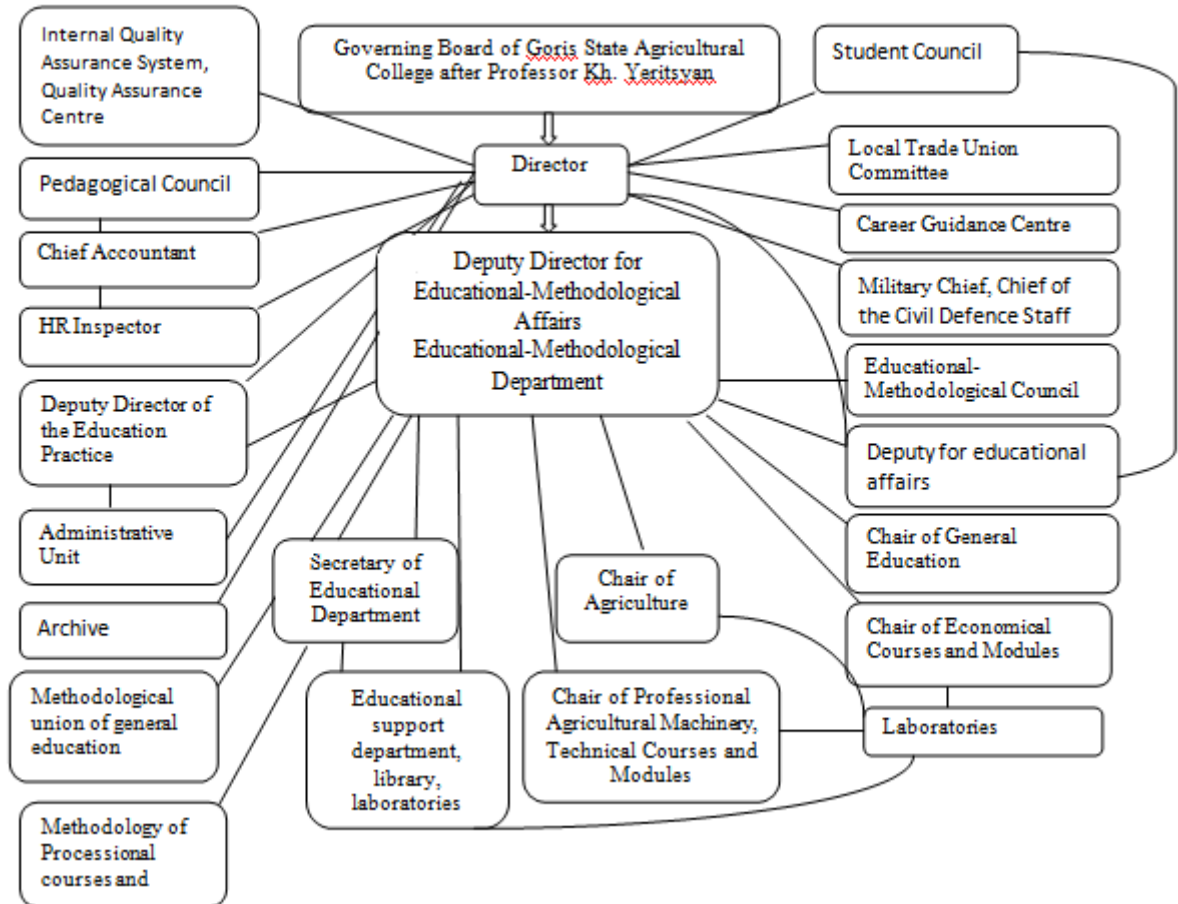 Internal Quality
Assurance System,
Quality Assurance
Centre
Governing Board of Goris State Agricultural
College after Professor Kh. Yeritsyan
Student Council
Director
Local Trade Union
Committee
Pedagogical Council
Career Guidance Centre
Chief Accountant
Deputy Director for
Educational-Methodological
Affairs
Educational-Methodological
Department
Military Chief, Chief of
the Civil Defence Staff
HR Inspector
Educational-
Methodological Council
Deputy Director of
the Education
Practice
Deputy for educational
affairs
Administrative
Unit
Secretary of
Educational
Department
Chair of
Agriculture
Chair of General
Education
Archive
Chair of Economical
Courses and Modules
Methodological
union of general
education
Educational
support
department,
library,
laboratories
Chair of Professional
Agricultural Machinery,
Technical Courses and
Modules
Laboratories
Methodology of
Processional
courses and